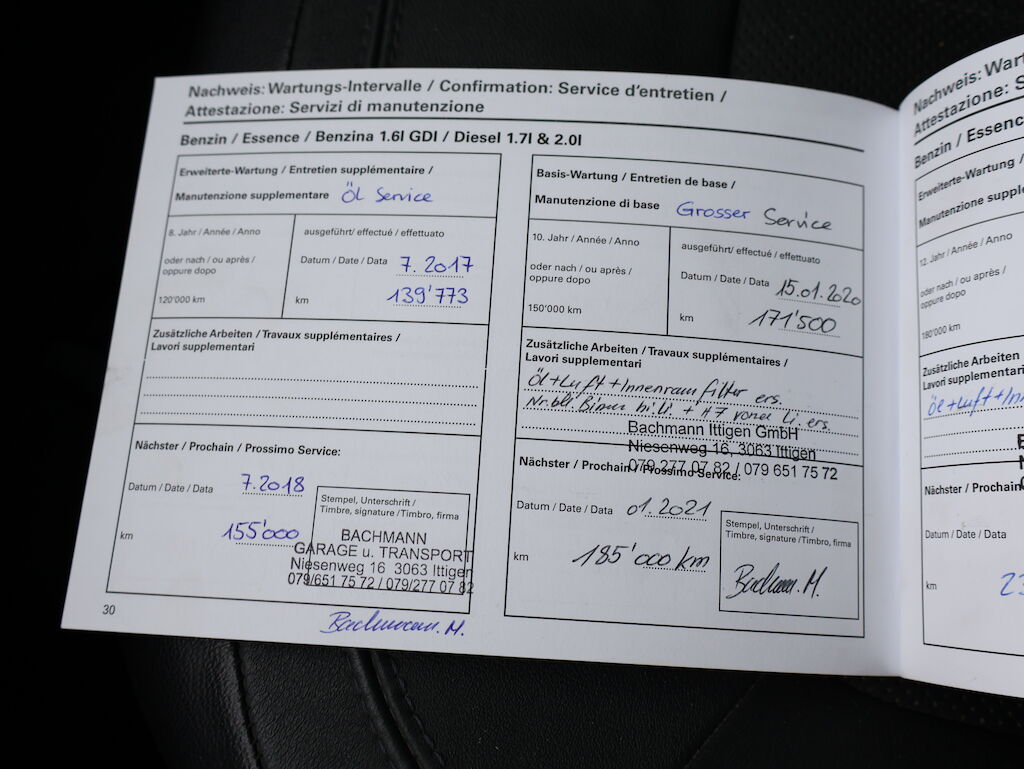 Nachweis: Wartungs-Intervalle / Confirmation: Service d'entretien /
Attestazione: Servizi di manutenzione
Benzin / Essence / Benzina 1.6l GDI / Diesel 1.7l & 2.0l
Erweiterte-Wartung / Entretien supplémentaire /
Manutenzione supplementare Öl Service
8. Jahr / Année / Anno
oder nach / ou après /
oppure dopo
120'000 km
ausgeführt/ effectué / effettuato
Datum / Date / Data 7.2017
km 139'773
Zusätzliche Arbeiten / Travaux supplémentaires /
Lavori supplementari
Nächster / Prochain / Prossimo Service:
Datum / Date / Data 7.2018
km 155'000
Stempel, Unterschrift /
Timbre, signature /Timbro, firma
BACHMANN
GARAGE u. TRANSPORT
Niesenweg 16 3063 Ittigen
079/651 75 72 / 079/277 07 82
Bachmann. M.
30
Basis-Wartung / Entretien de base /
Manutenzione di base Grosser Service
10. Jahr / Année / Anno
oder nach / ou après /
oppure dopo
150'000 km
ausgeführt/ effectué / effettuato
Datum / Date / Data 15.01.2020
km 171'500
Zusätzliche Arbeiten / Travaux supplémentaires /
Lavori supplementari
Öl+Luft+Innenraumfilter ers.
hi. li. + H7 li. ers.
Bachmann Ittigen GmbH
Niesenweg 16, 3063 Ittigen
079 277 07 82 / 079 651 75 72
Nächster / Prochain / Prossimo Service:
Datum / Date / Data 01.2021
km 185'000 km
Stempel, Unterschrift /
Timbre, signature /Timbro, firma
Bachmann. M.
Nachweis: Wart
Attestazione: S
Benzin / Essenc
Erweiterte-Wartung /
Manutenzione supple
12. Jahr / Année / Anno
oder nach / ou après /
oppure dopo
180'000 km
Zusätzliche Arbeiten
Lavori supplementari
Öl+Luft+In
Nächster / Prochain
Datum / Date / Data
km 23